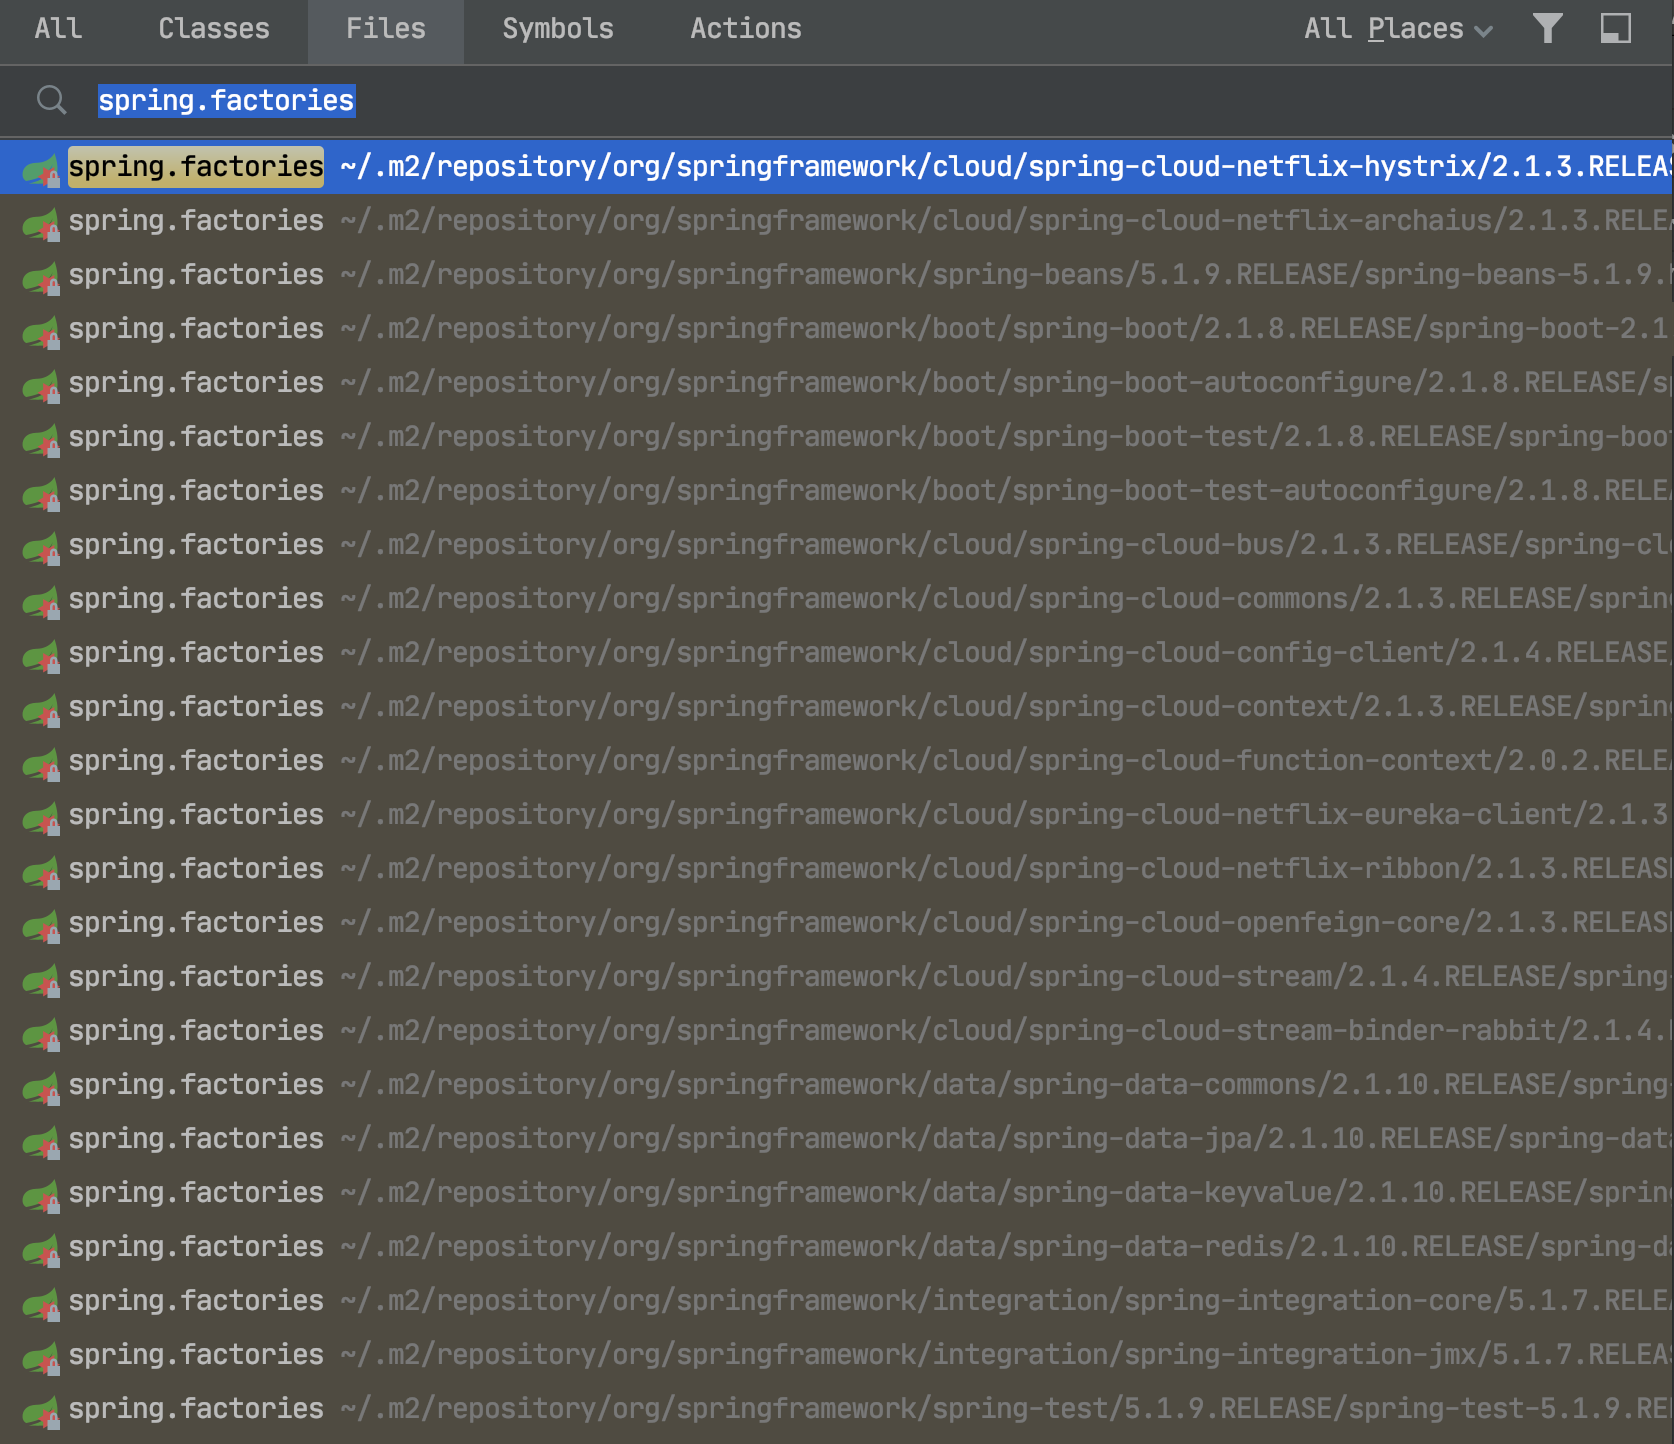 All Classes Files Symbols Actions All Places
spring.factories
spring.factories ~/.m2/repository/org/springframework/cloud/spring-cloud-netflix-hystrix/2.1.3.RELEAS
spring.factories ~/.m2/repository/org/springframework/cloud/spring-cloud-netflix-archaius/2.1.3.RELEA
spring.factories ~/.m2/repository/org/springframework/spring-beans/5.1.9.RELEASE/spring-beans-5.1.9.
spring.factories ~/.m2/repository/org/springframework/boot/spring-boot/2.1.8.RELEASE/spring-boot-2.1
spring.factories ~/.m2/repository/org/springframework/boot/spring-boot-autoconfigure/2.1.8.RELEASE/sp
spring.factories ~/.m2/repository/org/springframework/boot/spring-boot-test/2.1.8.RELEASE/spring-boot
spring.factories ~/.m2/repository/org/springframework/boot/spring-boot-test-autoconfigure/2.1.8.RELEA
spring.factories ~/.m2/repository/org/springframework/cloud/spring-cloud-bus/2.1.3.RELEASE/spring-clo
spring.factories ~/.m2/repository/org/springframework/cloud/spring-cloud-commons/2.1.3.RELEASE/spring
spring.factories ~/.m2/repository/org/springframework/cloud/spring-cloud-config-client/2.1.4.RELEASE/
spring.factories ~/.m2/repository/org/springframework/cloud/spring-cloud-context/2.1.3.RELEASE/spring
spring.factories ~/.m2/repository/org/springframework/cloud/spring-cloud-function-context/2.0.2.RELEA
spring.factories ~/.m2/repository/org/springframework/cloud/spring-cloud-netflix-eureka-client/2.1.3
spring.factories ~/.m2/repository/org/springframework/cloud/spring-cloud-netflix-ribbon/2.1.3.RELEASE
spring.factories ~/.m2/repository/org/springframework/cloud/spring-cloud-openfeign-core/2.1.3.RELEASE
spring.factories ~/.m2/repository/org/springframework/cloud/spring-cloud-stream/2.1.4.RELEASE/spring-
spring.factories ~/.m2/repository/org/springframework/cloud/spring-cloud-stream-binder-rabbit/2.1.4.
spring.factories ~/.m2/repository/org/springframework/data/spring-data-commons/2.1.10.RELEASE/spring-
spring.factories ~/.m2/repository/org/springframework/data/spring-data-jpa/2.1.10.RELEASE/spring-data
spring.factories ~/.m2/repository/org/springframework/data/spring-data-keyvalue/2.1.10.RELEASE/spring
spring.factories ~/.m2/repository/org/springframework/data/spring-data-redis/2.1.10.RELEASE/spring-da
spring.factories ~/.m2/repository/org/springframework/integration/spring-integration-core/5.1.7.RELEA
spring.factories ~/.m2/repository/org/springframework/integration/spring-integration-jmx/5.1.7.RELEAS
spring.factories ~/.m2/repository/org/springframework/spring-test/5.1.9.RELEASE/spring-test-5.1.9.REL